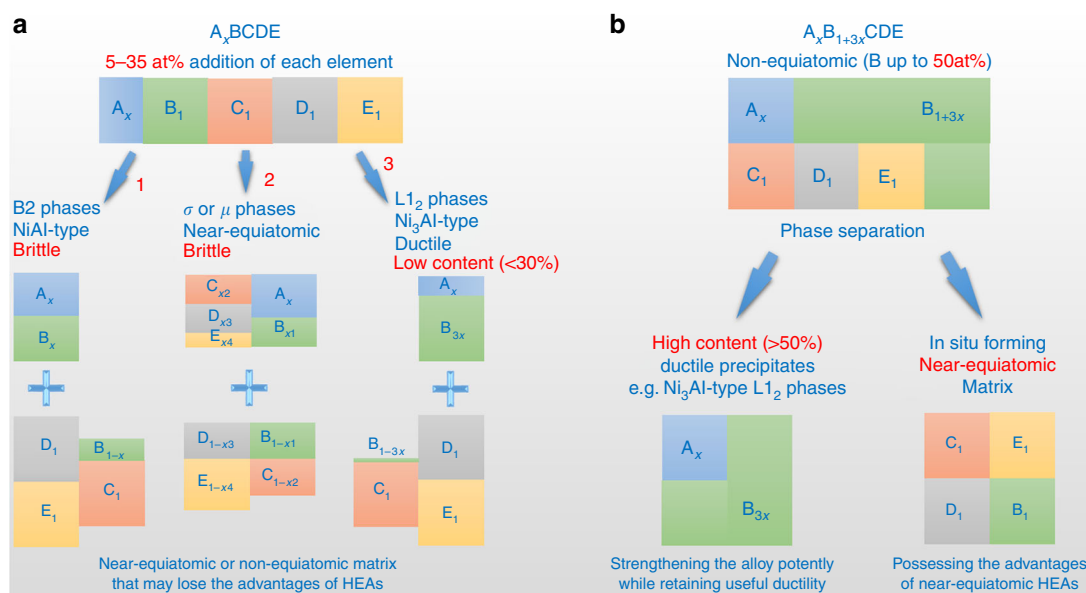 a
AₓBCDE
5–35 at% addition of each element
Aₓ
B₁
C₁
D₁
E₁
1
2
3
B2 phases
NiAl-type
Brittle
σ or μ phases
Near-equiatomic
Brittle
L1₂ phases
Ni₃Al-type
Ductile
Low content (<30%)
Aₓ
Bₓ
Cₓ₂
Dₓ₃
Eₓ₄
Aₓ
Bₓ₁
Aₓ
B₃ₓ
D₁
E₁
B₁₋ₓ
C₁
D₁₋ₓ₃
E₁₋ₓ₄
B₁₋ₓ₁
C₁₋ₓ₂
B₁₋₃ₓ
C₁
D₁
E₁
Near-equiatomic or non-equiatomic matrix
that may lose the advantages of HEAs
b
AₓB₁₊₃ₓCDE
Non-equiatomic (B up to 50at%)
Aₓ
B₁₊₃ₓ
C₁
D₁
E₁
Phase separation
High content (>50%)
ductile precipitates
e.g. Ni₃Al-type L1₂ phases
Aₓ
B₃ₓ
Strengthening the alloy potently
while retaining useful ductility
In situ forming
Near-equiatomic
Matrix
C₁
E₁
D₁
B₁
Possessing the advantages
of near-equiatomic HEAs